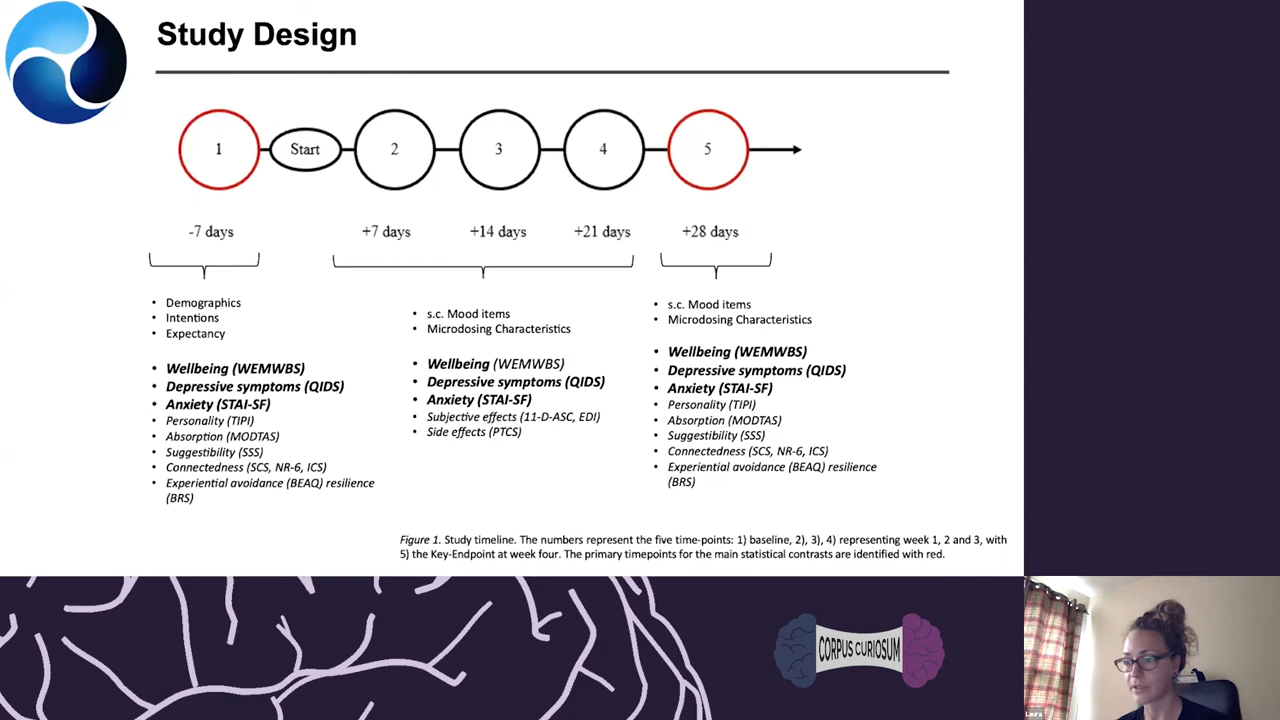 Study Design
1
Start
2
3
4
5
-7 days
+7 days
+14 days
+21 days
+28 days
• Demographics
• Intentions
• Expectancy
• Wellbeing (WEMWBS)
• Depressive symptoms (QIDS)
• Anxiety (STAI-SF)
• Personality (TIPI)
• Absorption (MODTAS)
• Suggestibility (SSS)
• Connectedness (SCS, NR-6, ICS)
• Experiential avoidance (BEAQ) resilience
(BRS)
• s.c. Mood items
• Microdosing Characteristics
• Wellbeing (WEMWBS)
• Depressive symptoms (QIDS)
• Anxiety (STAI-SF)
• Subjective effects (11-D-ASC, EDI)
• Side effects (PTCS)
• s.c. Mood items
• Microdosing Characteristics
• Wellbeing (WEMWBS)
• Depressive symptoms (QIDS)
• Anxiety (STAI-SF)
• Personality (TIPI)
• Absorption (MODTAS)
• Suggestibility (SSS)
• Connectedness (SCS, NR-6, ICS)
• Experiential avoidance (BEAQ) resilience
(BRS)
Figure 1. Study timeline. The numbers represent the five time-points: 1) baseline, 2), 3), 4) representing week 1, 2 and 3, with
5) the Key-Endpoint at week four. The primary timepoints for the main statistical contrasts are identified with red.
CORPUS CURIOSUM
Laura